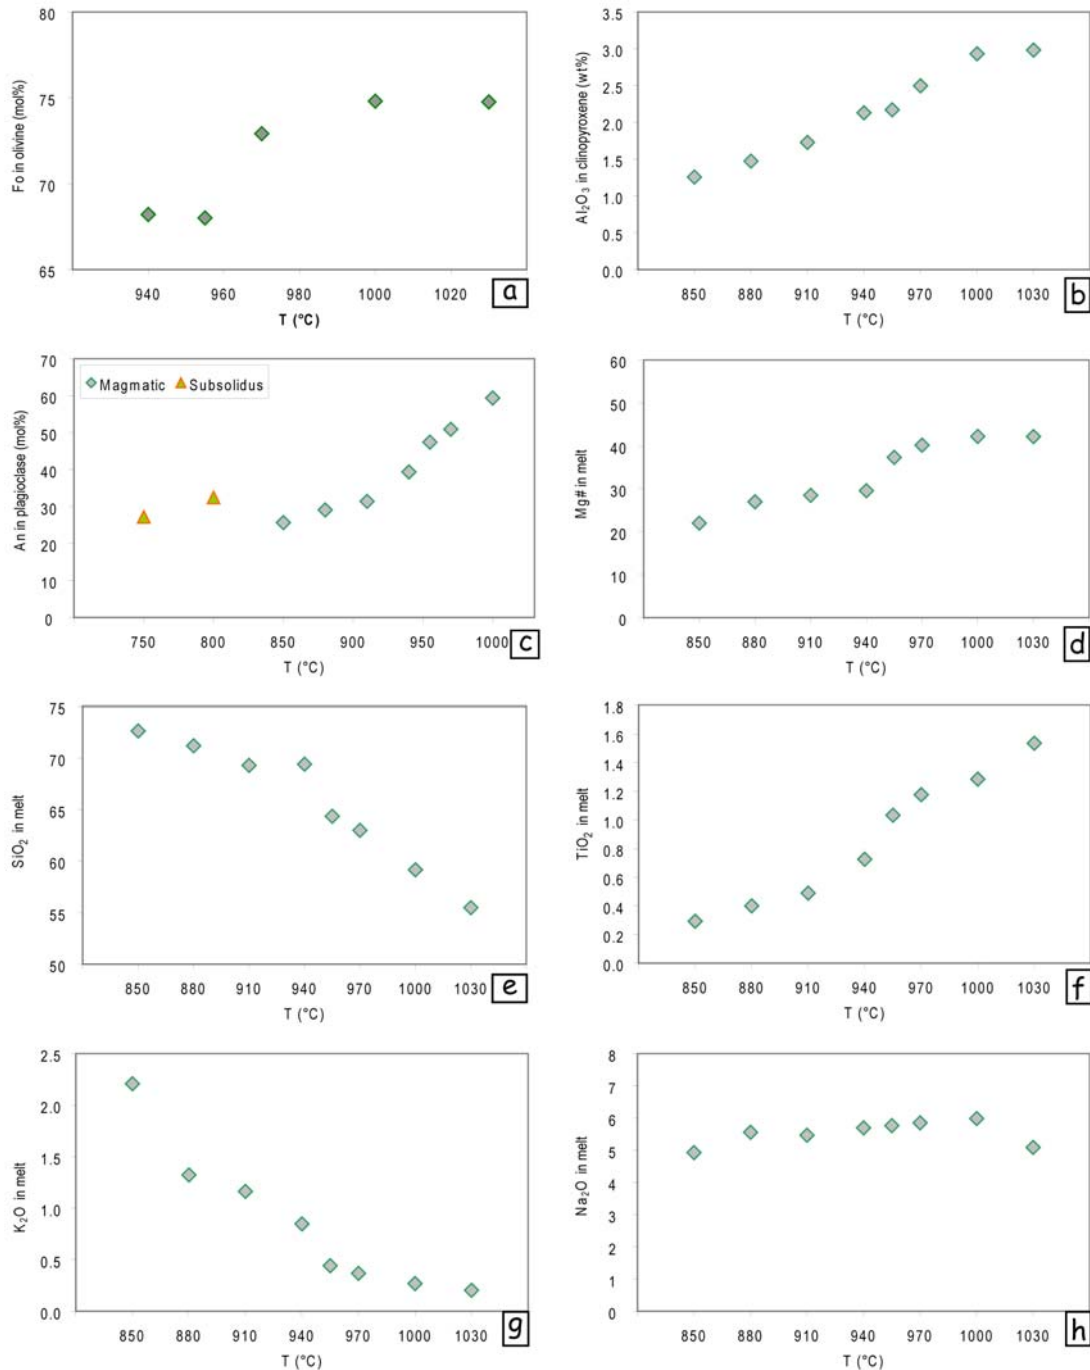 80
75
70
65
Fo in olivine (mol%)
940 960 980 1000 1020
T (°C)
a
3.5
3.0
2.5
2.0
1.5
1.0
0.5
0.0
Al₂O₃ in clinopyroxene (wt%)
850 880 910 940 970 1000 1030
T (°C)
b
70
60
50
40
30
20
10
0
An in plagioclase (mol%)
Magmatic Subsolidus
750 800 850 900 950 1000
T (°C)
c
60
50
40
30
20
10
0
Mg# in melt
850 880 910 940 970 1000 1030
T (°C)
d
75
70
65
60
55
50
SiO₂ in melt
850 880 910 940 970 1000 1030
T (°C)
e
1.8
1.6
1.4
1.2
1.0
0.8
0.6
0.4
0.2
0.0
TiO₂ in melt
850 880 910 940 970 1000 1030
T (°C)
f
2.5
2.0
1.5
1.0
0.5
0.0
K₂O in melt
850 880 910 940 970 1000 1030
T (°C)
g
8
7
6
5
4
3
2
1
0
Na₂O in melt
850 880 910 940 970 1000 1030
T (°C)
h